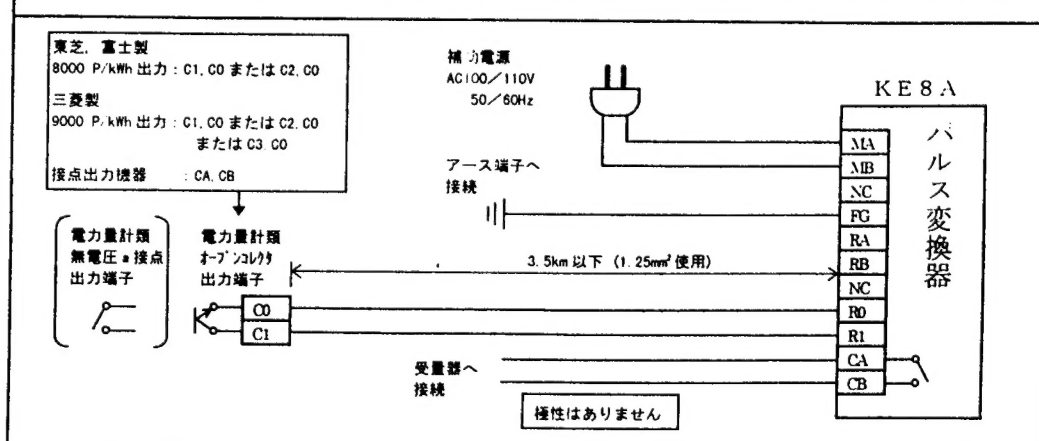 東芝, 富士製
8000 P/kWh 出力 : C1, C0 または C2, C0
三菱製
9000 P/kWh 出力 : C1, C0 または C2, C0
または C3 C0
接点出力機器 : CA, CB
電力量計類
無電圧 a 接点
出力端子
電力量計類
オープンコレクタ
出力端子
C0
C1
補助電源
AC100/110V
50/60Hz
アース端子へ
接続
3.5km 以下 (1.25mm² 使用)
受量器へ
接続
極性はありません
KE8A
パルス変換器
MA
MB
NC
FG
RA
RB
NC
R0
R1
CA
CB